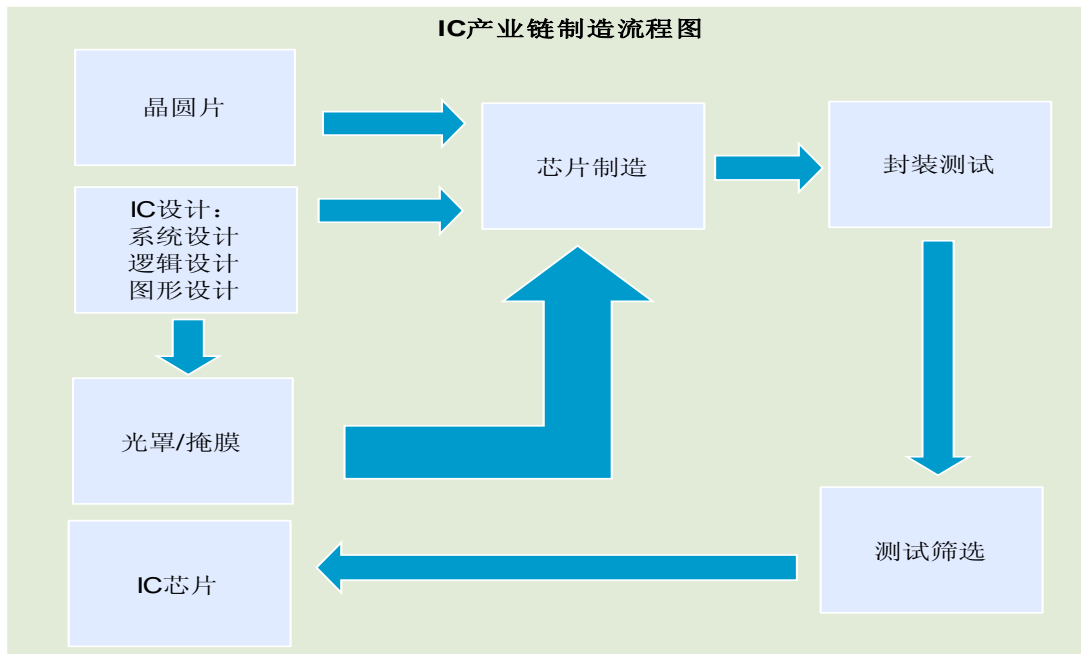 IC产业链制造流程图
晶圆片
IC设计：
系统设计
逻辑设计
图形设计
光罩/掩膜
IC芯片
芯片制造
封装测试
测试筛选